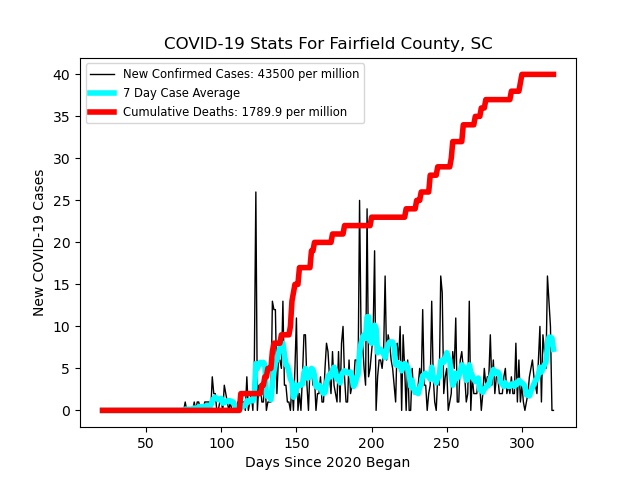 COVID-19 Stats For Fairfield County, SC
New Confirmed Cases: 43500 per million
7 Day Case Average
Cumulative Deaths: 1789.9 per million
New COVID-19 Cases
40
35
30
25
20
15
10
5
0
50 100 150 200 250 300
Days Since 2020 Began